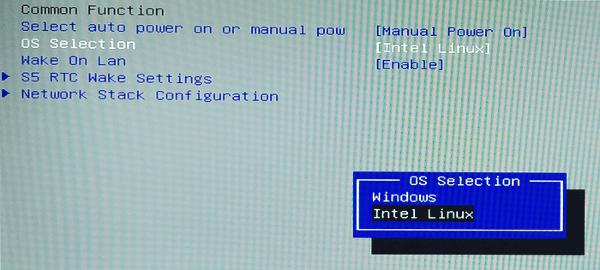 Common Function
Select auto power on or manual pow [Manual Power On]
OS Selection [Intel Linux]
Wake On Lan [Enable]
S5 RTC Wake Settings
Network Stack Configuration
OS Selection
Windows
Intel Linux